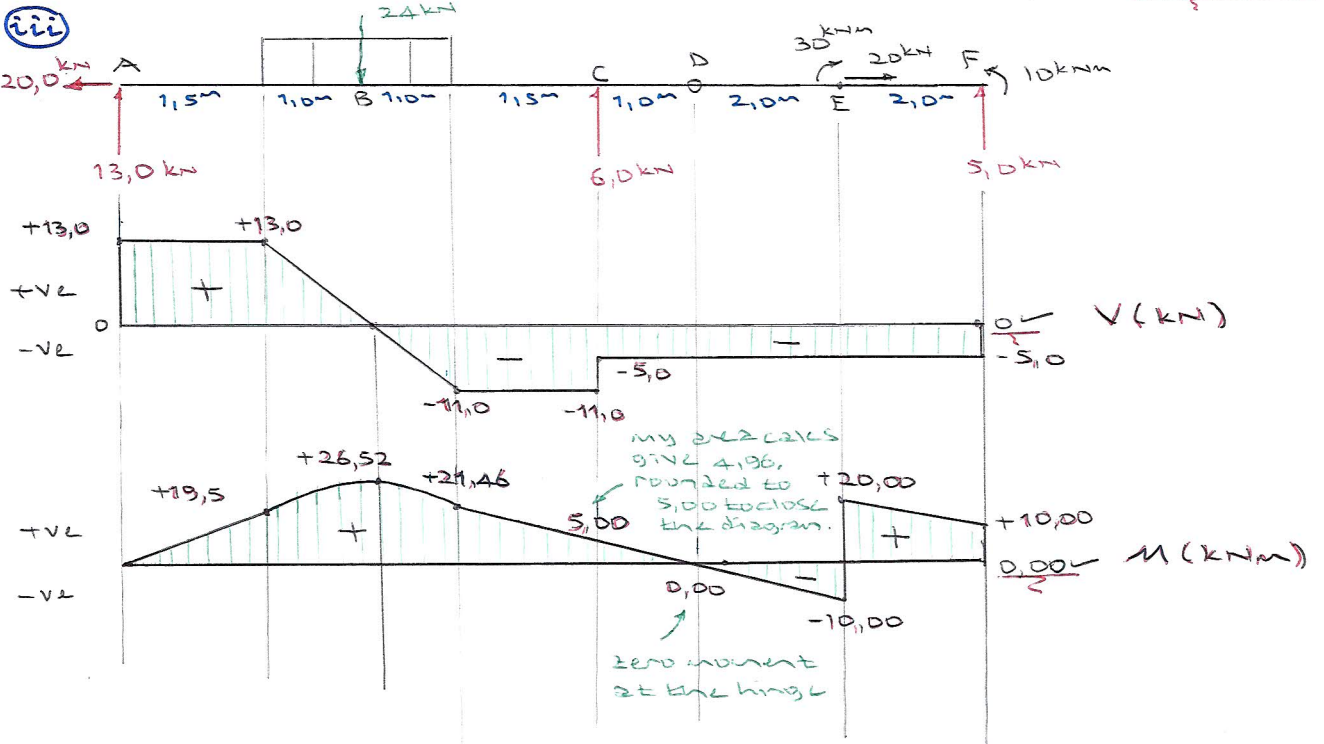 iii
24kN
20,0kN
A
1,5m
1,0m
B
1,0m
1,5m
C
1,0m
D
2,0m
30kNm
20kN
E
2,0m
F
10kNm
13,0kN
6,0kN
5,0kN
+13,0
+13,0
+ve
+
0
-ve
-
-
0
V(kN)
-5,0
-5,0
-11,0
-11,0
my area calcs
give 4,96,
rounded to
5,00 to close
the diagram.
+26,52
+21,46
+19,5
5,00
+20,00
+10,00
+ve
+
+
0,00
M(kNm)
-ve
-
0,00
-10,00
zero moment
at the hinge